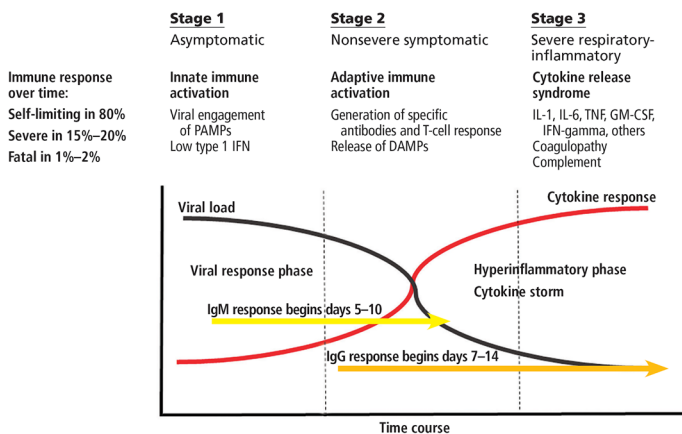 Stage 1
Asymptomatic
Stage 2
Nonsevere symptomatic
Stage 3
Severe respiratory-
inflammatory
Immune response
over time:
Self-limiting in 80%
Severe in 15%–20%
Fatal in 1%–2%
Innate immune
activation
Viral engagement
of PAMPs
Low type 1 IFN
Adaptive immune
activation
Generation of specific
antibodies and T-cell response
Release of DAMPs
Cytokine release
syndrome
IL-1, IL-6, TNF, GM-CSF,
IFN-gamma, others
Coagulopathy
Complement
Viral load
Cytokine response
Viral response phase
Hyperinflammatory phase
Cytokine storm
IgM response begins days 5–10
IgG response begins days 7–14
Time course